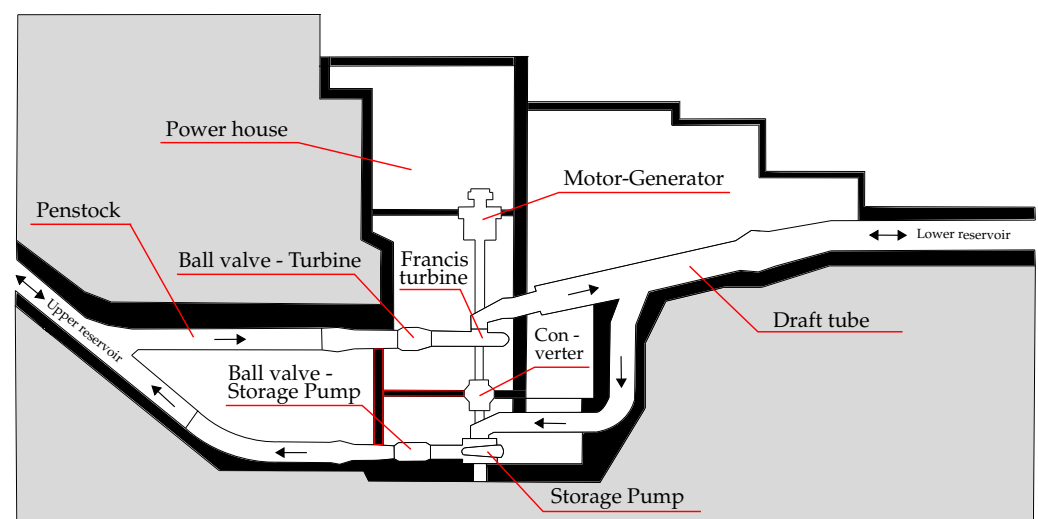 Power house
Motor-Generator
Penstock
Lower reservoir
Ball valve - Turbine
Francis
turbine
Upper reservoir
Draft tube
Con -
verter
Ball valve -
Storage Pump
Storage Pump